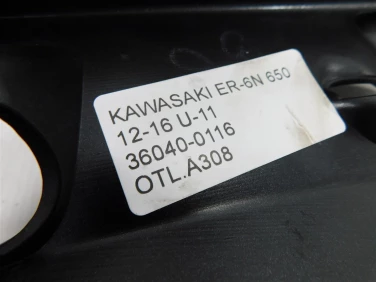 KAWASAKI ER-6N 650
12-16 U-11
36040-0116
OTL.A308